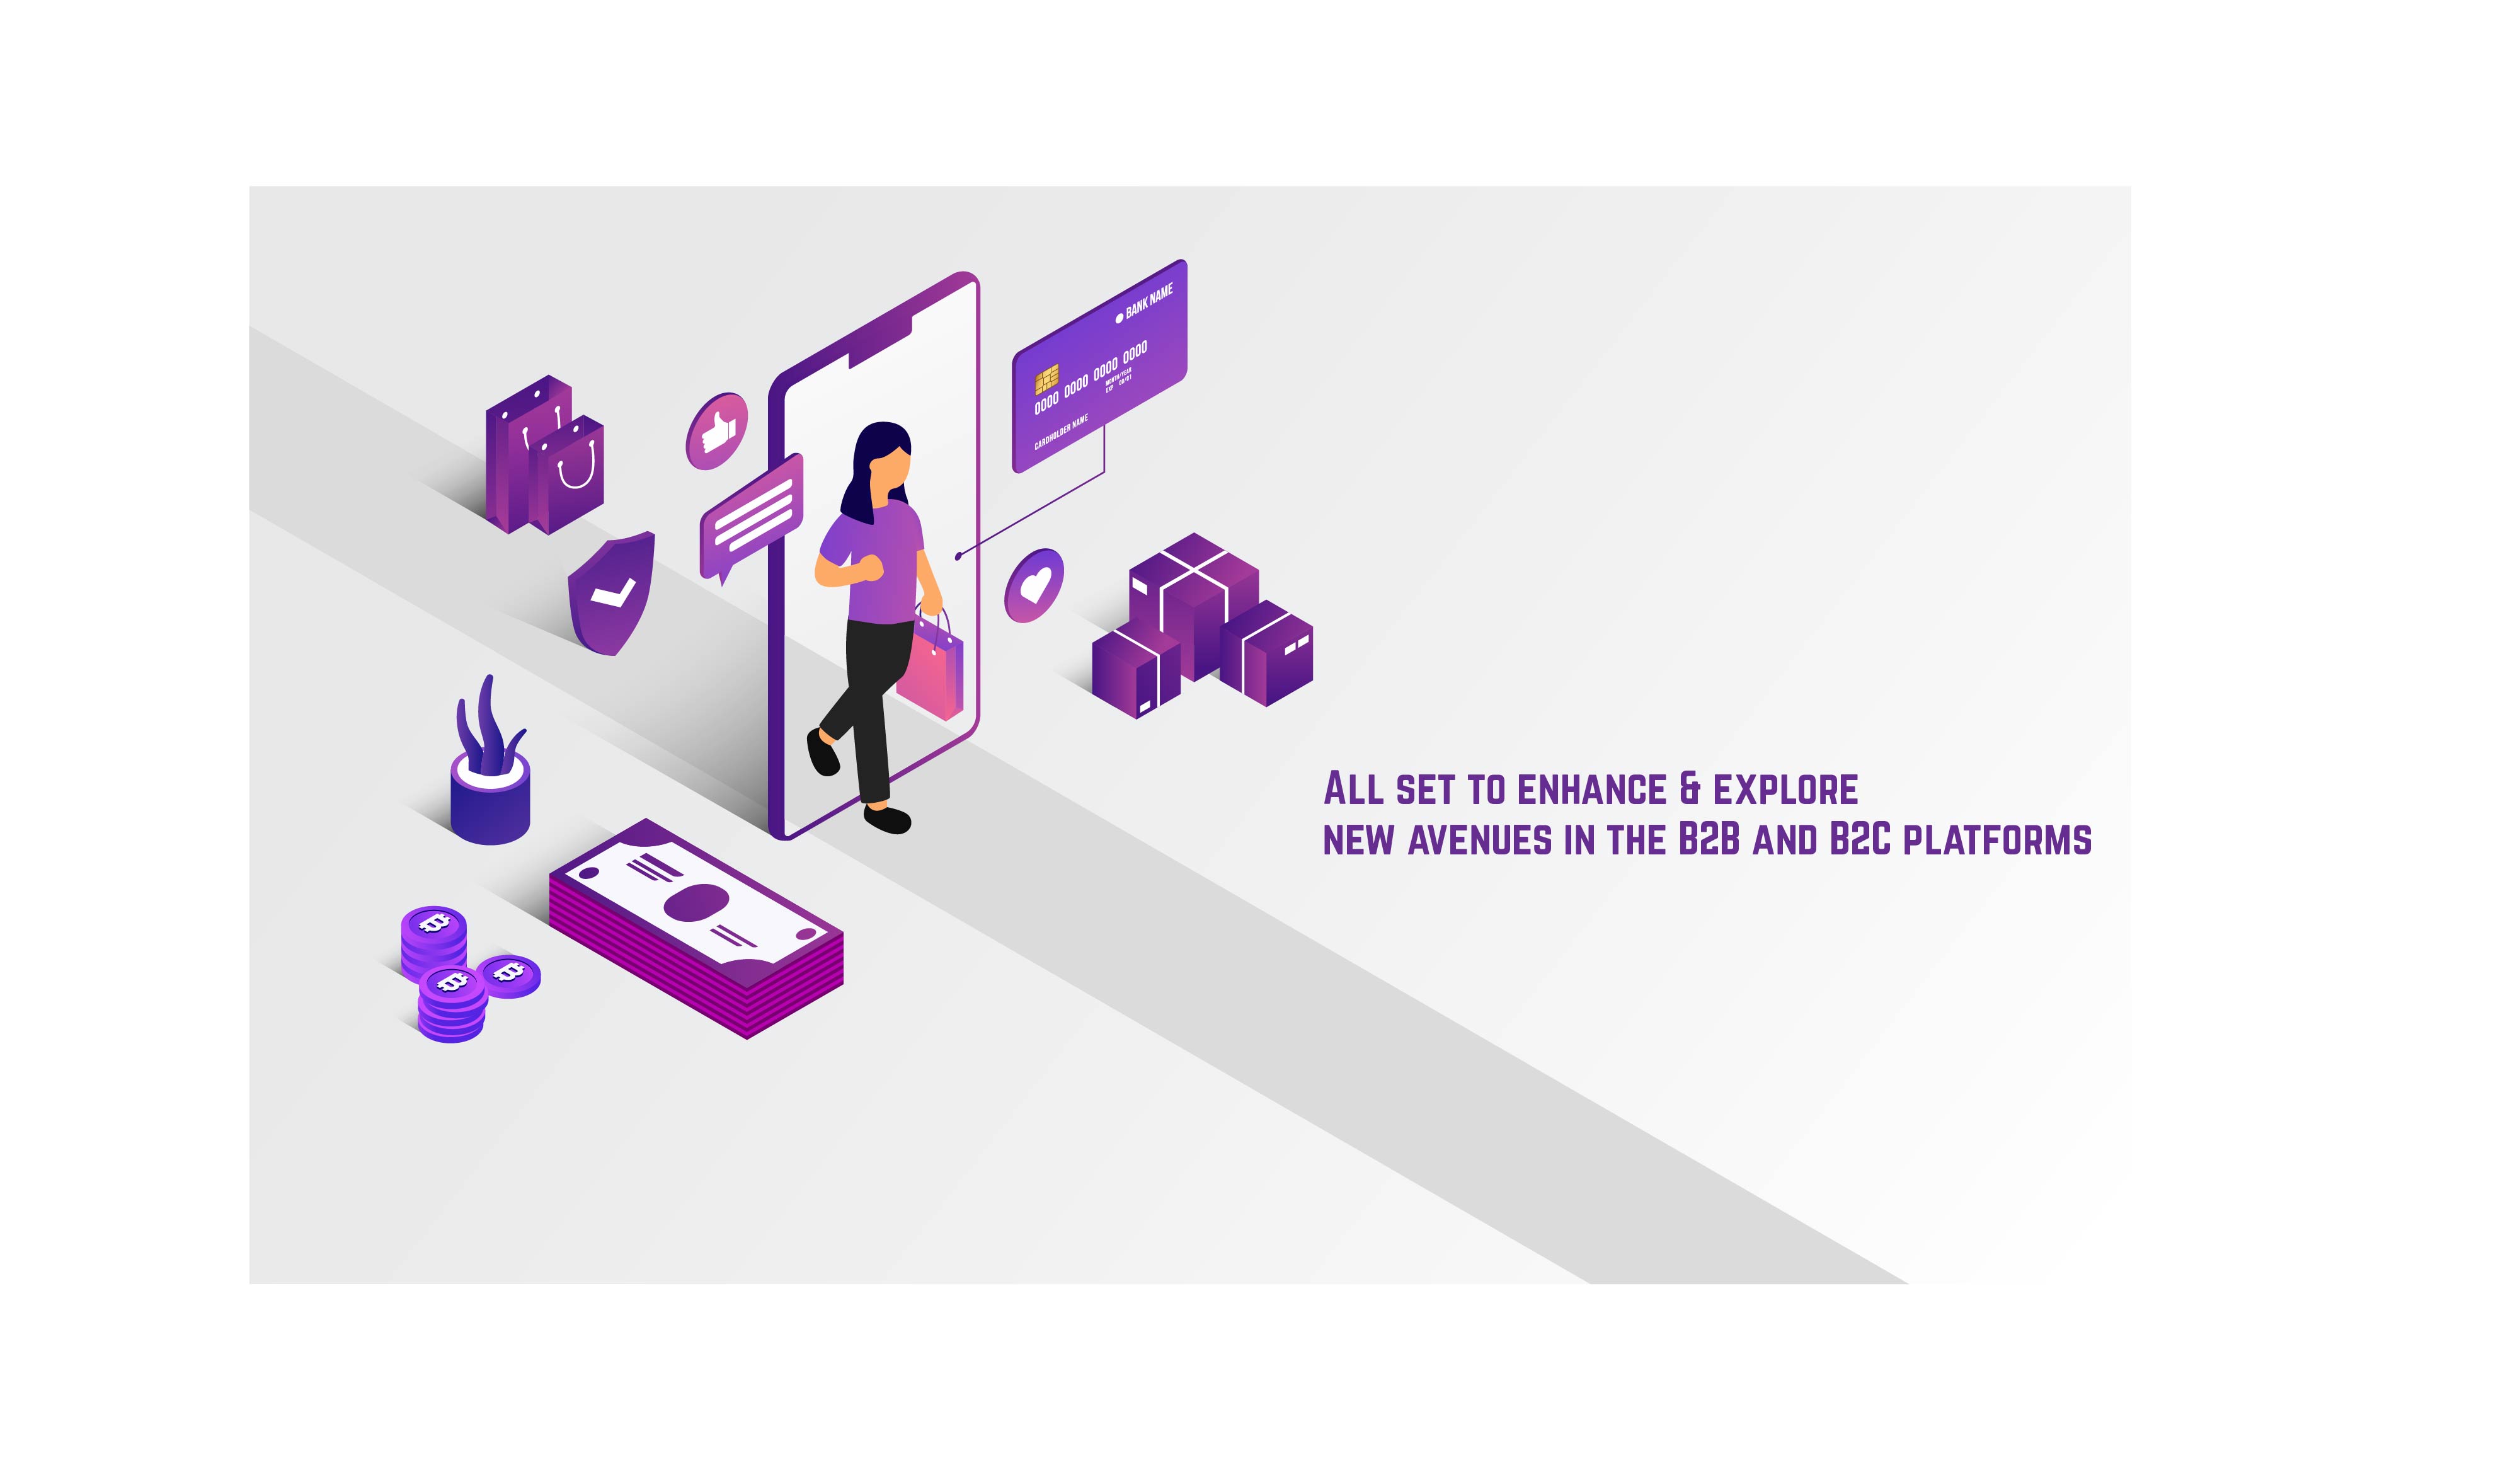 BANK NAME
0000 0000 0000 0000
MONTH/YEAR
EXP 00/01
CARDHOLDER NAME
All set to enhance & explore
new avenues in the B2B and B2C platforms